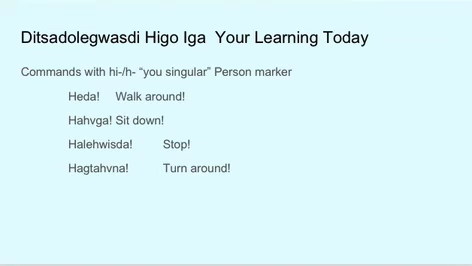 Ditsadolegwasdi Higo Iga  Your Learning Today
Commands with hi-/h- “you singular” Person marker
Heda! Walk around!
Hahvga! Sit down!
Halehwisda! Stop!
Hagtahvna! Turn around!